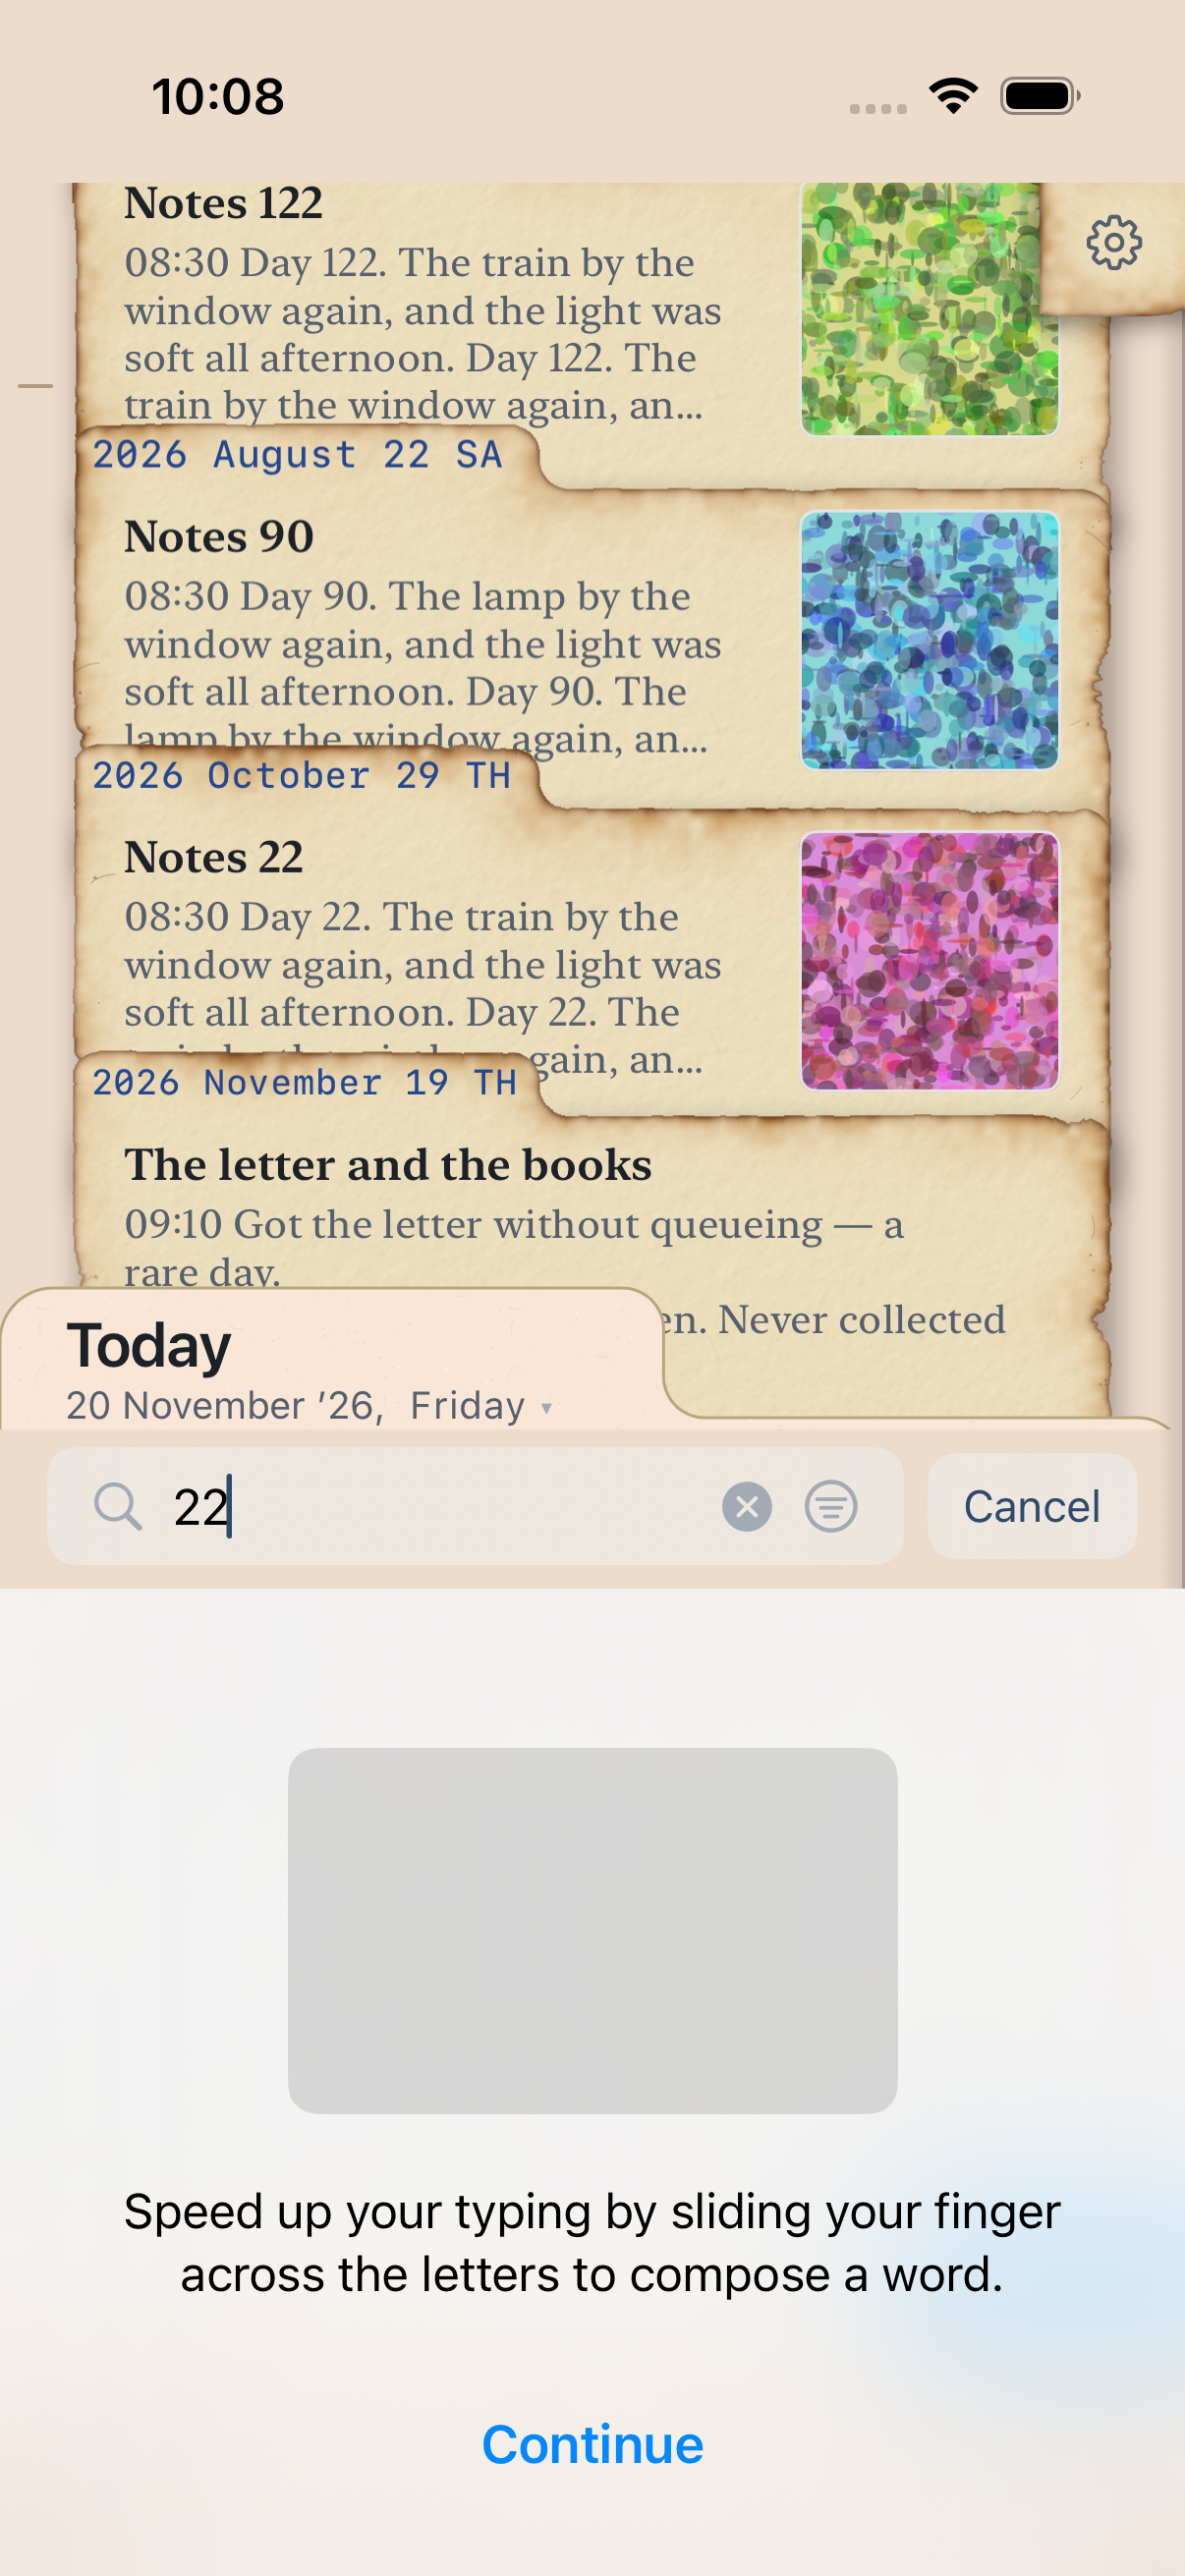 10:08
Notes 122
08:30 Day 122. The train by the
window again, and the light was
soft all afternoon. Day 122. The
train by the window again, an…
2026 August 22 SA
Notes 90
08:30 Day 90. The lamp by the
window again, and the light was
soft all afternoon. Day 90. The
lamp by the window again, an…
2026 October 29 TH
Notes 22
08:30 Day 22. The train by the
window again, and the light was
soft all afternoon. Day 22. The
gain, an…
2026 November 19 TH
The letter and the books
09:10 Got the letter without queueing — a
rare day.
Never collected
Today
20 November ’26, Friday ▾
22
Cancel
Speed up your typing by sliding your finger
across the letters to compose a word.
Continue